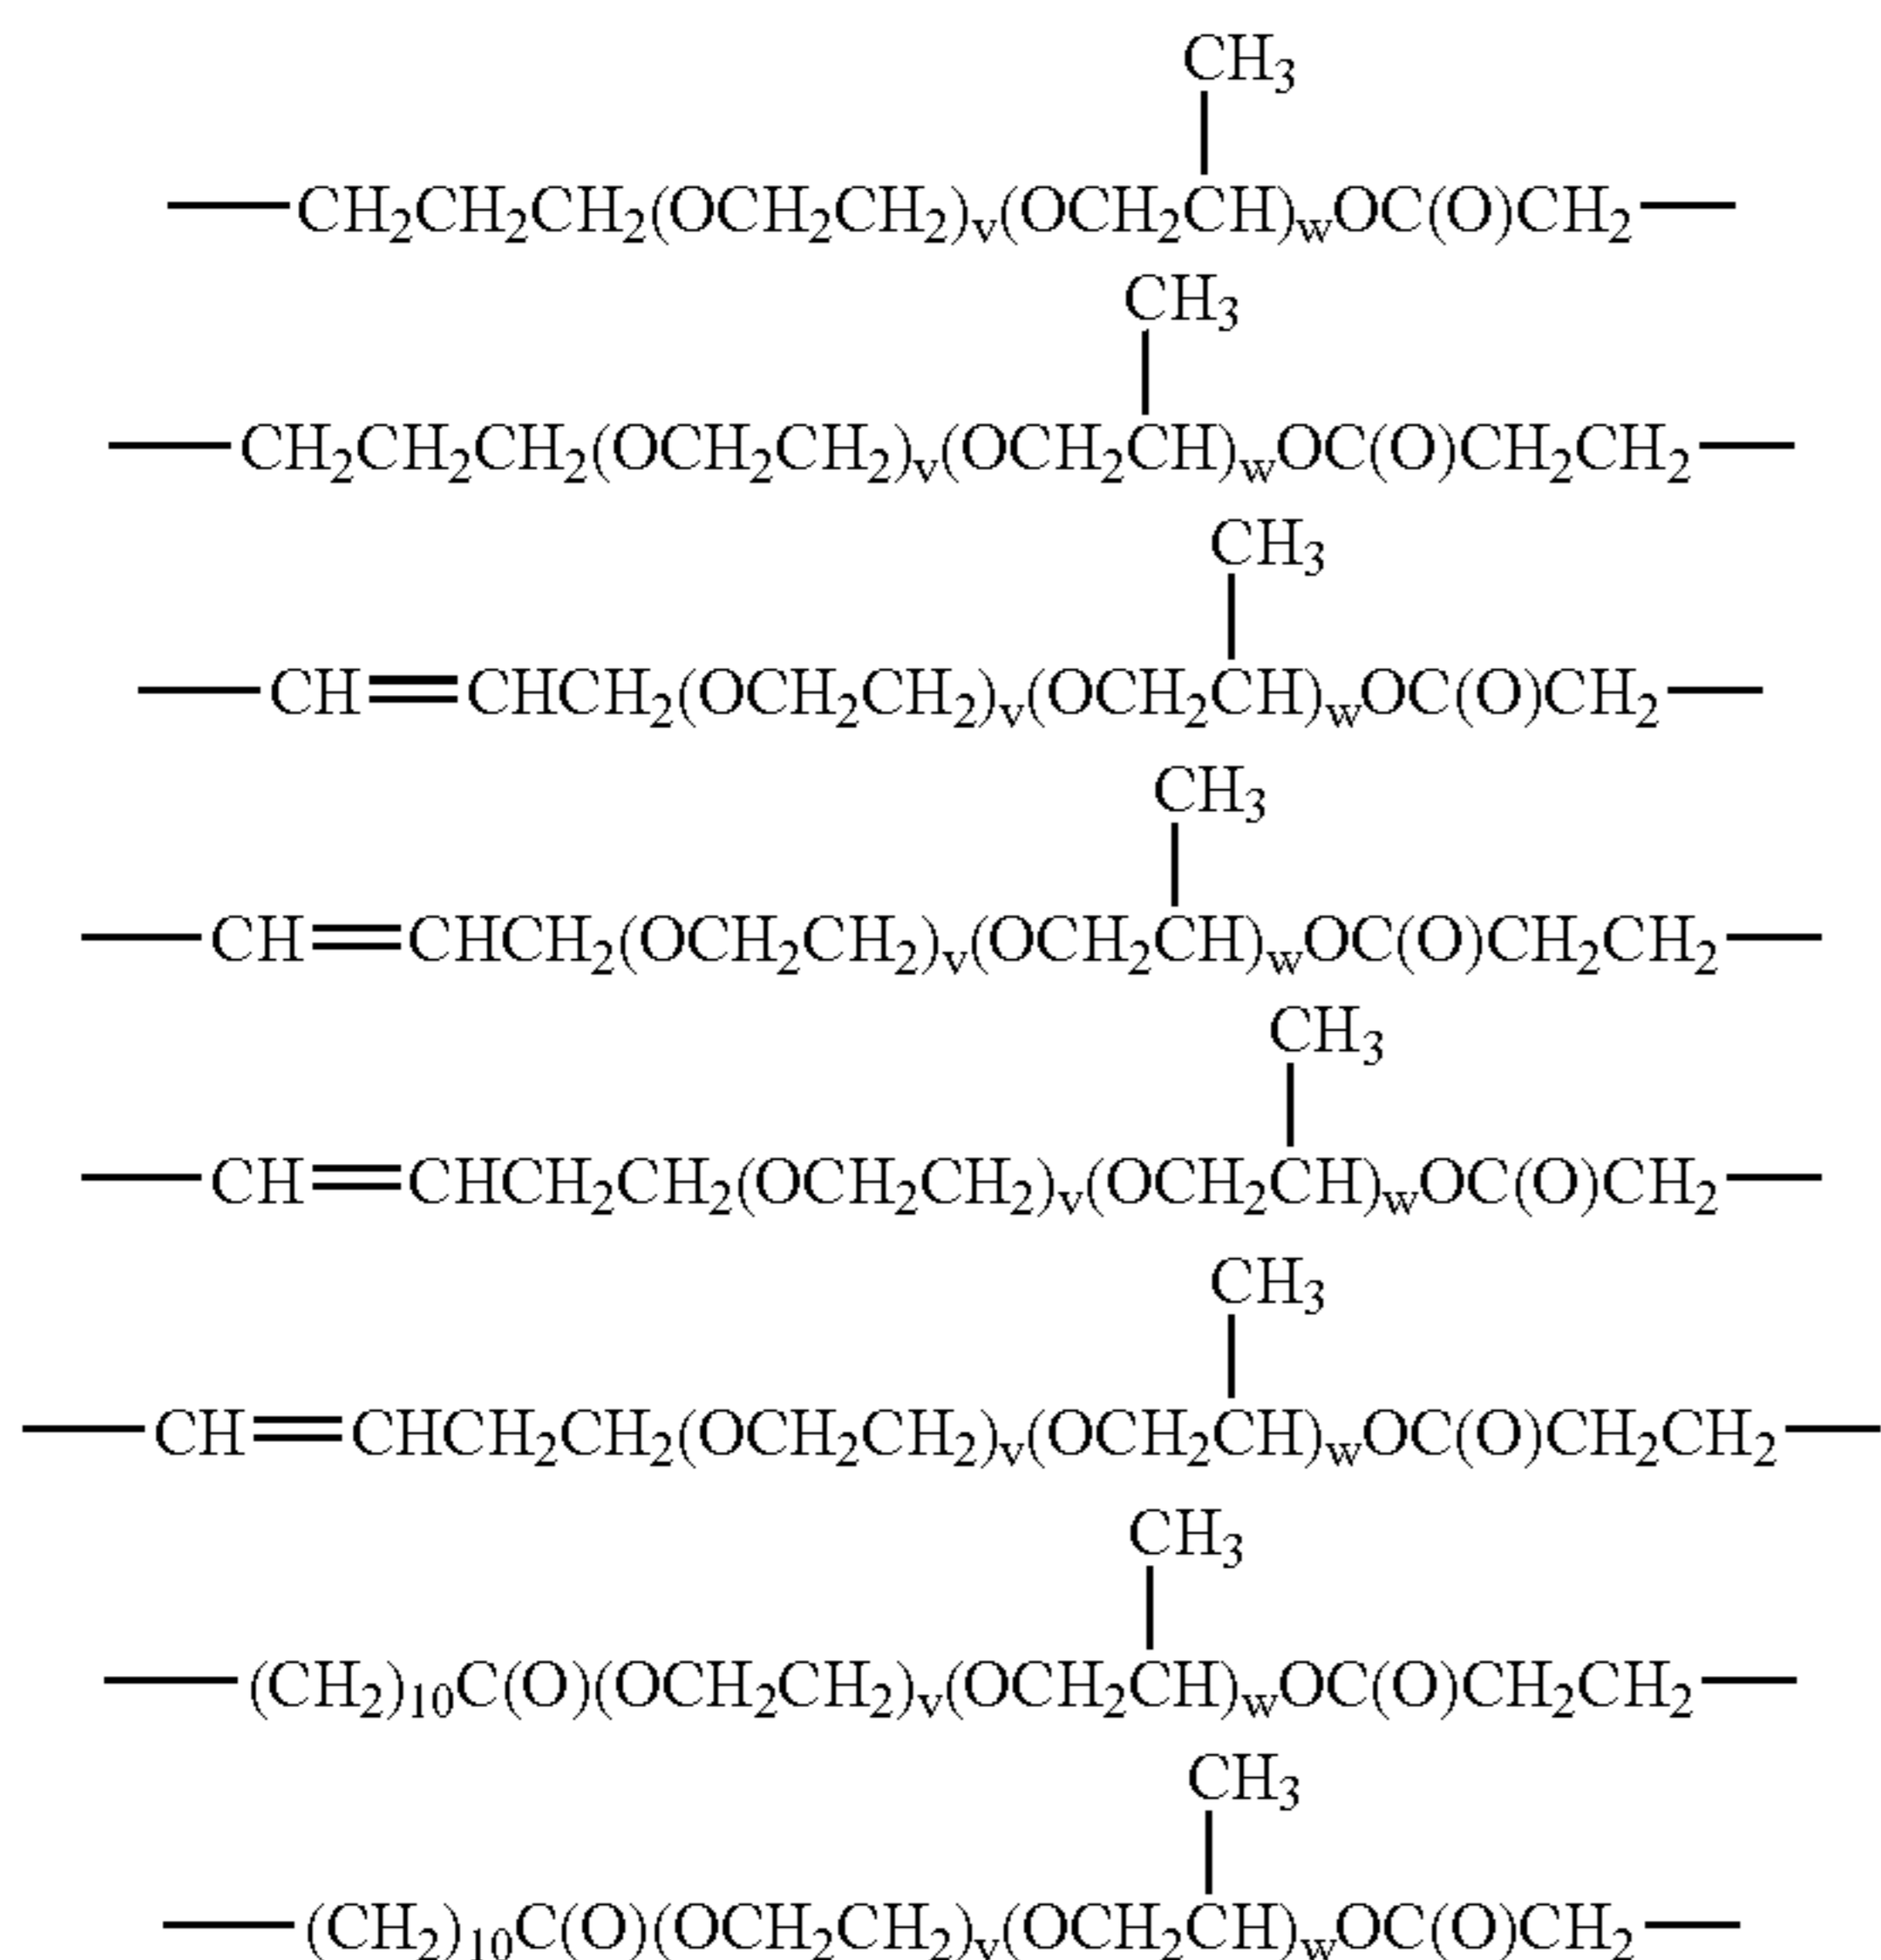 CH3
—CH2CH2CH2(OCH2CH2)v(OCH2CH)wOC(O)CH2—
CH3
—CH2CH2CH2(OCH2CH2)v(OCH2CH)wOC(O)CH2CH2—
CH3
—CH=CHCH2(OCH2CH2)v(OCH2CH)wOC(O)CH2—
CH3
—CH=CHCH2(OCH2CH2)v(OCH2CH)wOC(O)CH2CH2—
CH3
—CH=CHCH2CH2(OCH2CH2)v(OCH2CH)wOC(O)CH2—
CH3
—CH=CHCH2CH2(OCH2CH2)v(OCH2CH)wOC(O)CH2CH2—
CH3
—(CH2)10C(O)(OCH2CH2)v(OCH2CH)wOC(O)CH2CH2—
CH3
—(CH2)10C(O)(OCH2CH2)v(OCH2CH)wOC(O)CH2—